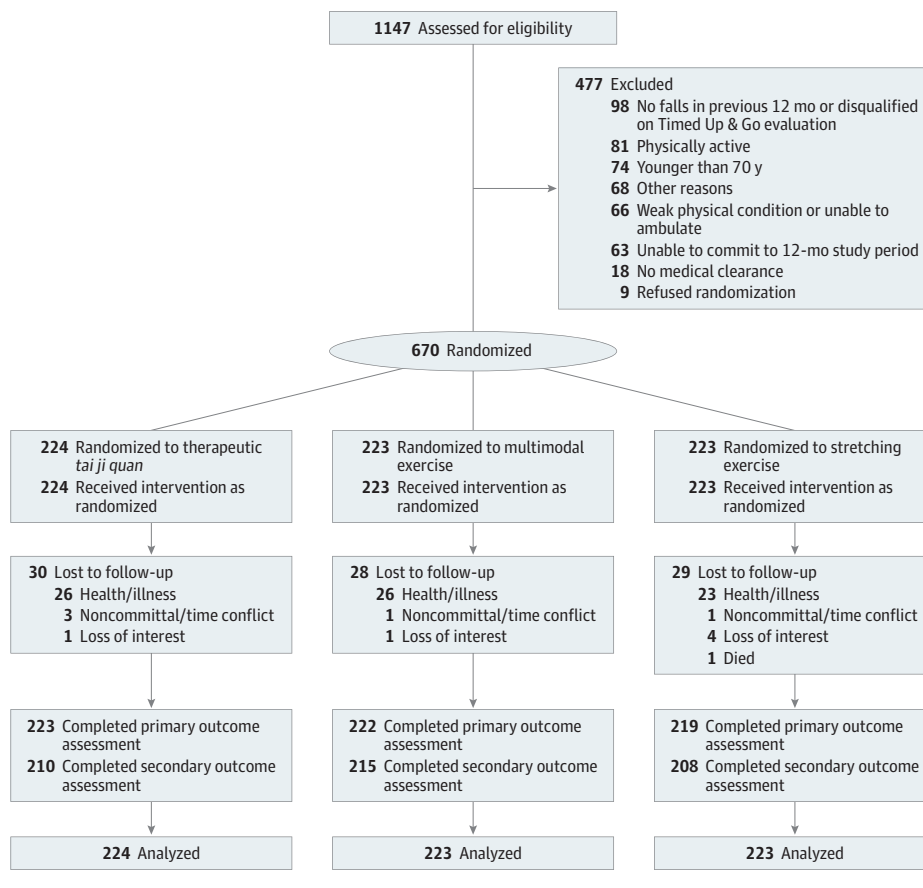 1147 Assessed for eligibility
477 Excluded
98 No falls in previous 12 mo or disqualified
on Timed Up & Go evaluation
81 Physically active
74 Younger than 70 y
68 Other reasons
66 Weak physical condition or unable to
ambulate
63 Unable to commit to 12-mo study period
18 No medical clearance
9 Refused randomization
670 Randomized
224 Randomized to therapeutic
tai ji quan
224 Received intervention as
randomized
223 Randomized to multimodal
exercise
223 Received intervention as
randomized
223 Randomized to stretching
exercise
223 Received intervention as
randomized
30 Lost to follow-up
26 Health/illness
3 Noncommittal/time conflict
1 Loss of interest
28 Lost to follow-up
26 Health/illness
1 Noncommittal/time conflict
1 Loss of interest
29 Lost to follow-up
23 Health/illness
1 Noncommittal/time conflict
4 Loss of interest
1 Died
223 Completed primary outcome
assessment
210 Completed secondary outcome
assessment
222 Completed primary outcome
assessment
215 Completed secondary outcome
assessment
219 Completed primary outcome
assessment
208 Completed secondary outcome
assessment
224 Analyzed
223 Analyzed
223 Analyzed